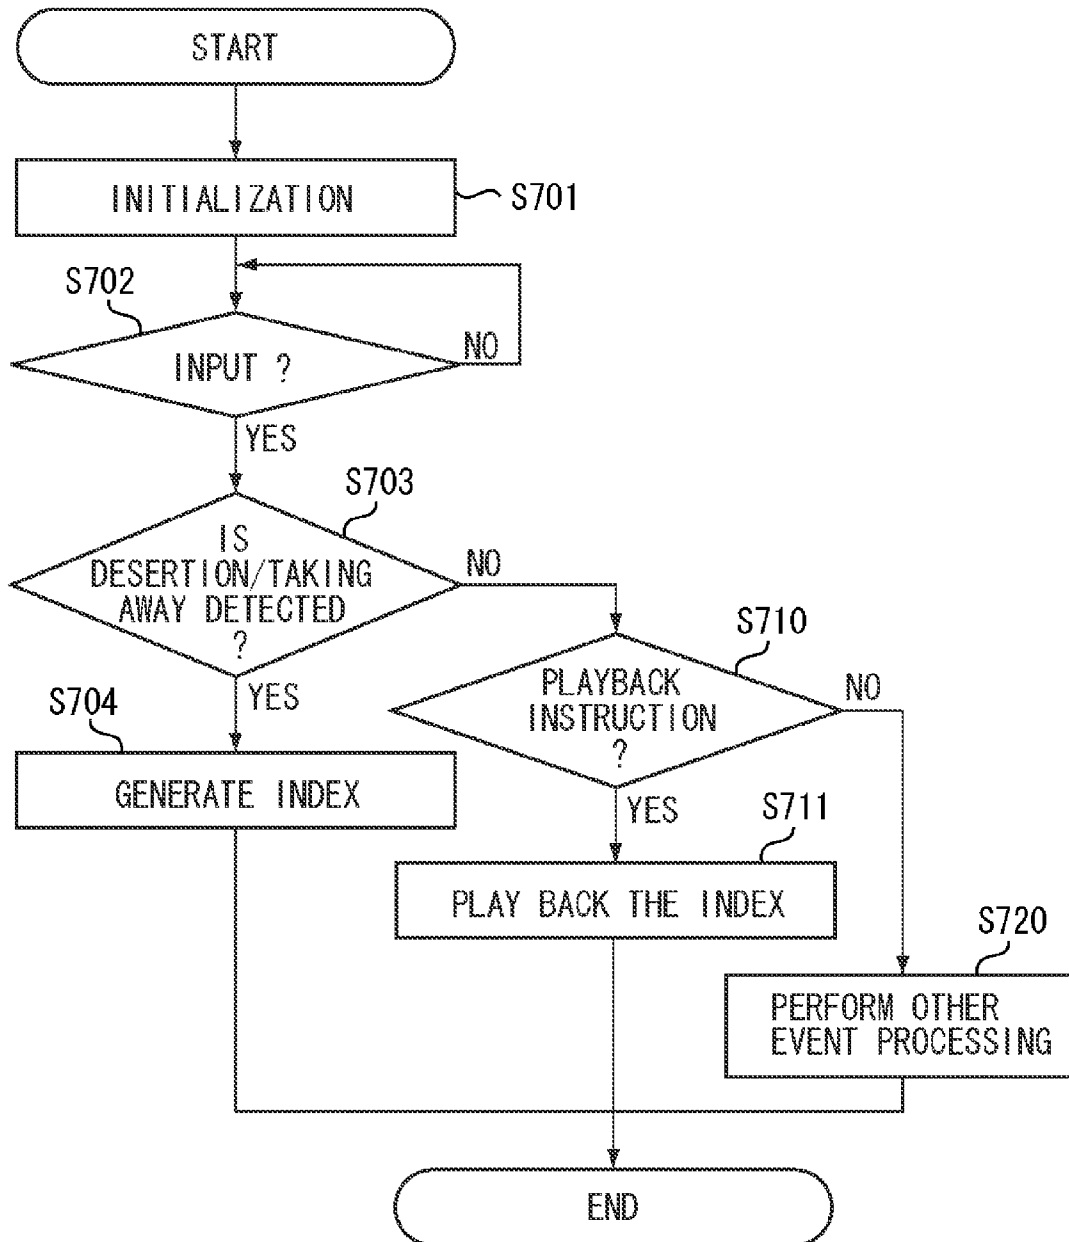 START
INITIALIZATION
S701
S702
INPUT ?
NO
YES
S703
IS
DESERTION/TAKING
AWAY DETECTED
?
NO
YES
S704
GENERATE INDEX
S710
PLAYBACK
INSTRUCTION
?
NO
YES
S711
PLAY BACK THE INDEX
S720
PERFORM OTHER
EVENT PROCESSING
END